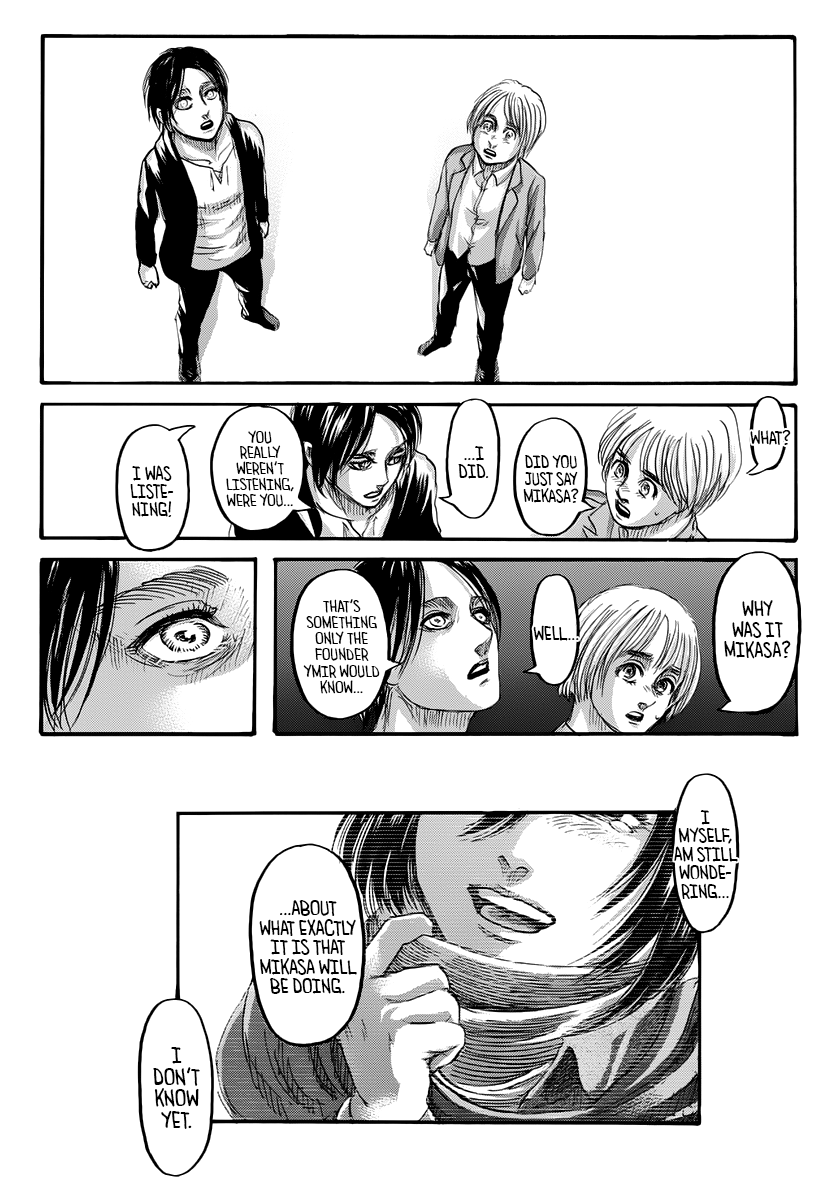 WHAT?
DID YOU
JUST SAY
MIKASA?
...I
DID.
YOU
REALLY
WEREN'T
LISTENING,
WERE YOU...
I WAS
LISTE-
NING!
WHY
WAS IT
MIKASA?
WELL...
THAT'S
SOMETHING
ONLY THE
FOUNDER
YMIR WOULD
KNOW...
I
MYSELF,
AM STILL
WONDE-
RING...
...ABOUT
WHAT EXACTLY
IT IS THAT
MIKASA WILL
BE DOING.
I
DON'T
KNOW
YET.